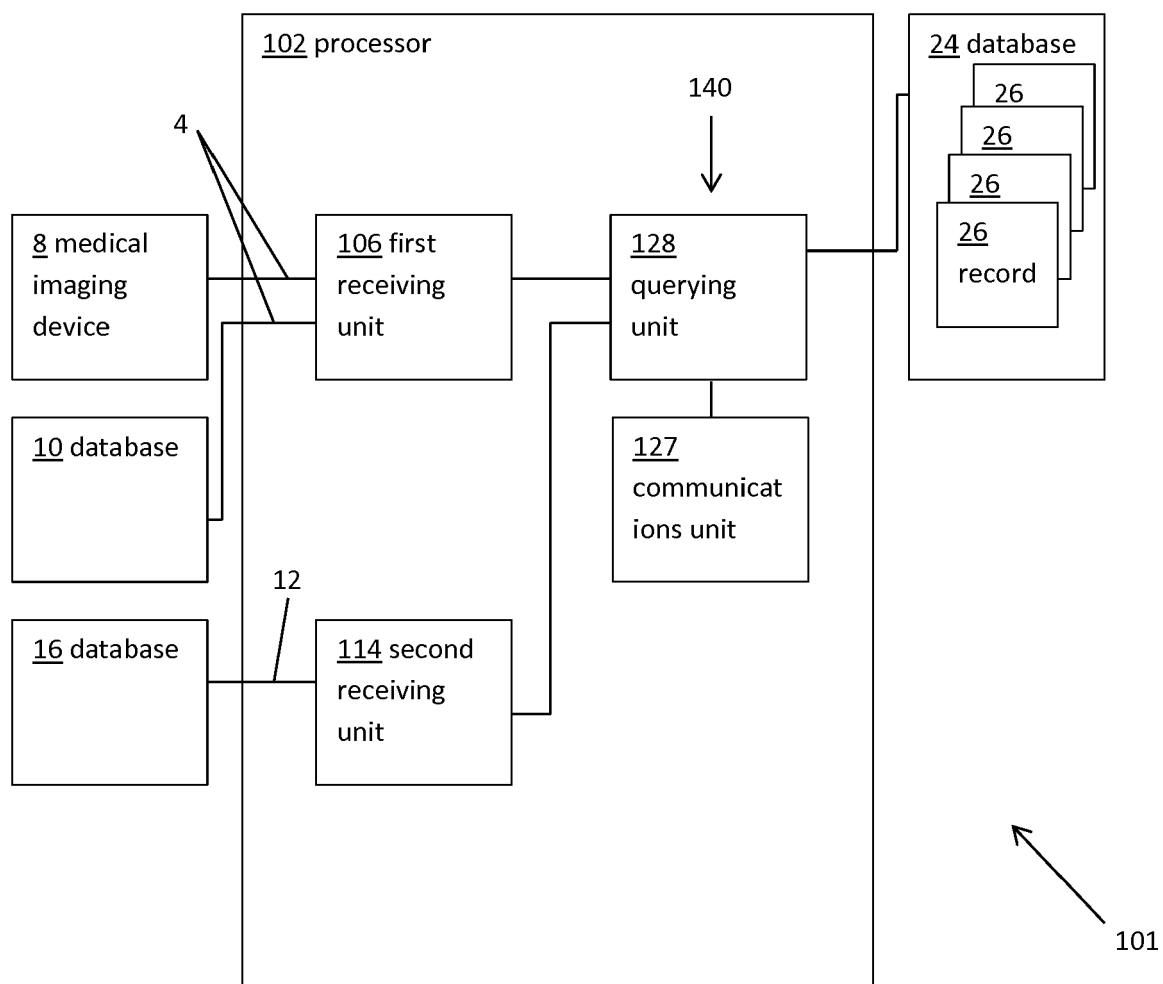 102 processor
24 database
140
26
26
26
26
record
4
8 medical
imaging
device
106 first
receiving
unit
128
querying
unit
10 database
127
communicat
ions unit
12
16 database
114 second
receiving
unit
101